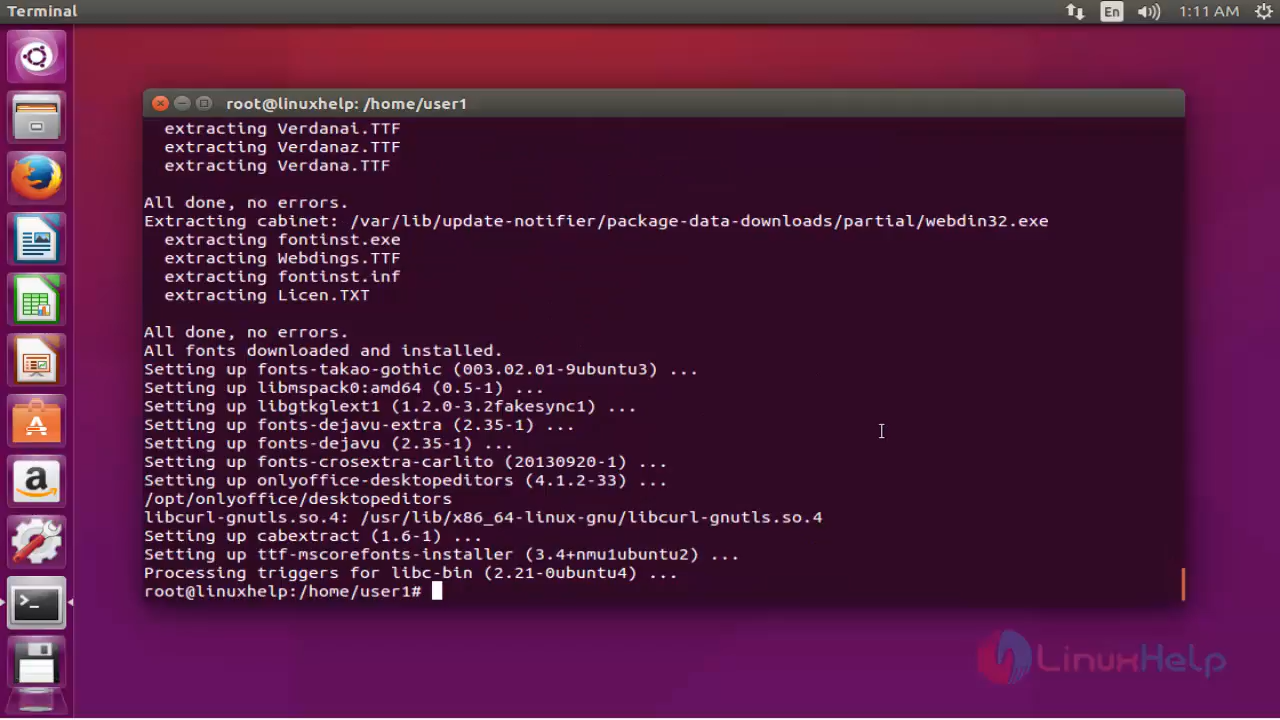 Terminal
En
1:11 AM
root@linuxhelp: /home/user1
extracting Verdanai.TTF
extracting Verdanaz.TTF
extracting Verdana.TTF
All done, no errors.
Extracting cabinet: /var/lib/update-notifier/package-data-downloads/partial/webdin32.exe
extracting fontinst.exe
extracting Webdings.TTF
extracting fontinst.inf
extracting Licen.TXT
All done, no errors.
All fonts downloaded and installed.
Setting up fonts-takao-gothic (003.02.01-9ubuntu3) ...
Setting up libmspack0:amd64 (0.5-1) ...
Setting up libgtkglext1 (1.2.0-3.2fakesync1) ...
Setting up fonts-dejavu-extra (2.35-1) ...
Setting up fonts-dejavu (2.35-1) ...
Setting up fonts-crosextra-carlito (20130920-1) ...
Setting up onlyoffice-desktopeditors (4.1.2-33) ...
/opt/onlyoffice/desktopeditors
libcurl-gnutls.so.4: /usr/lib/x86_64-linux-gnu/libcurl-gnutls.so.4
Setting up cabextract (1.6-1) ...
Setting up ttf-mscorefonts-installer (3.4+nmu1ubuntu2) ...
Processing triggers for libc-bin (2.21-0ubuntu4) ...
root@linuxhelp:/home/user1#
LinuxHelp